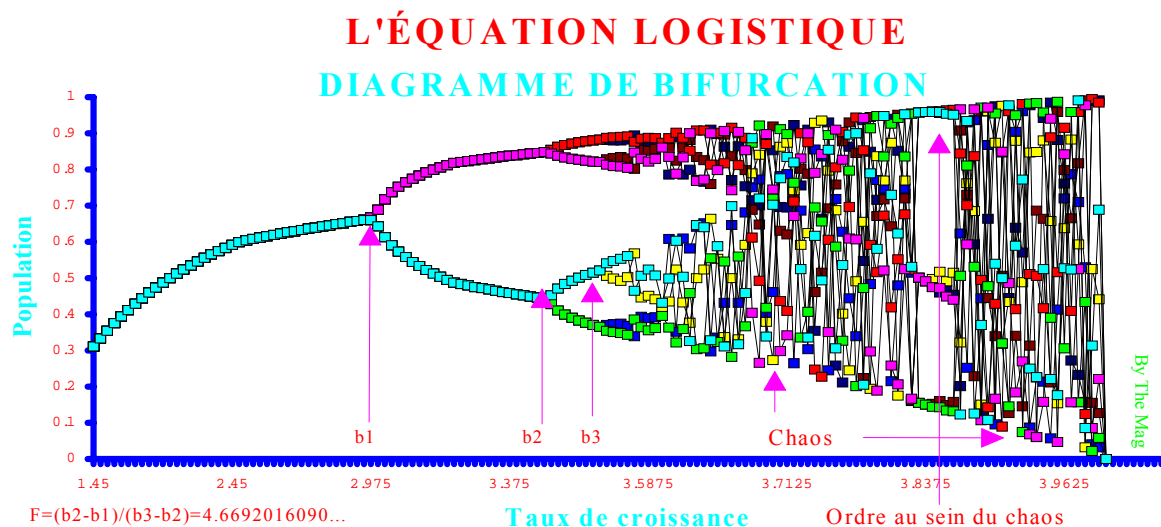 L'ÉQUATION LOGISTIQUE
DIAGRAMME DE BIFURCATION
Population
1
0.9
0.8
0.7
0.6
0.5
0.4
0.3
0.2
0.1
0
b1
b2
b3
Chaos
By The Mag
1.45
2.45
2.975
3.375
3.5875
3.7125
3.8375
3.9625
F=(b2-b1)/(b3-b2)=4.6692016090...
Taux de croissance
Ordre au sein du chaos